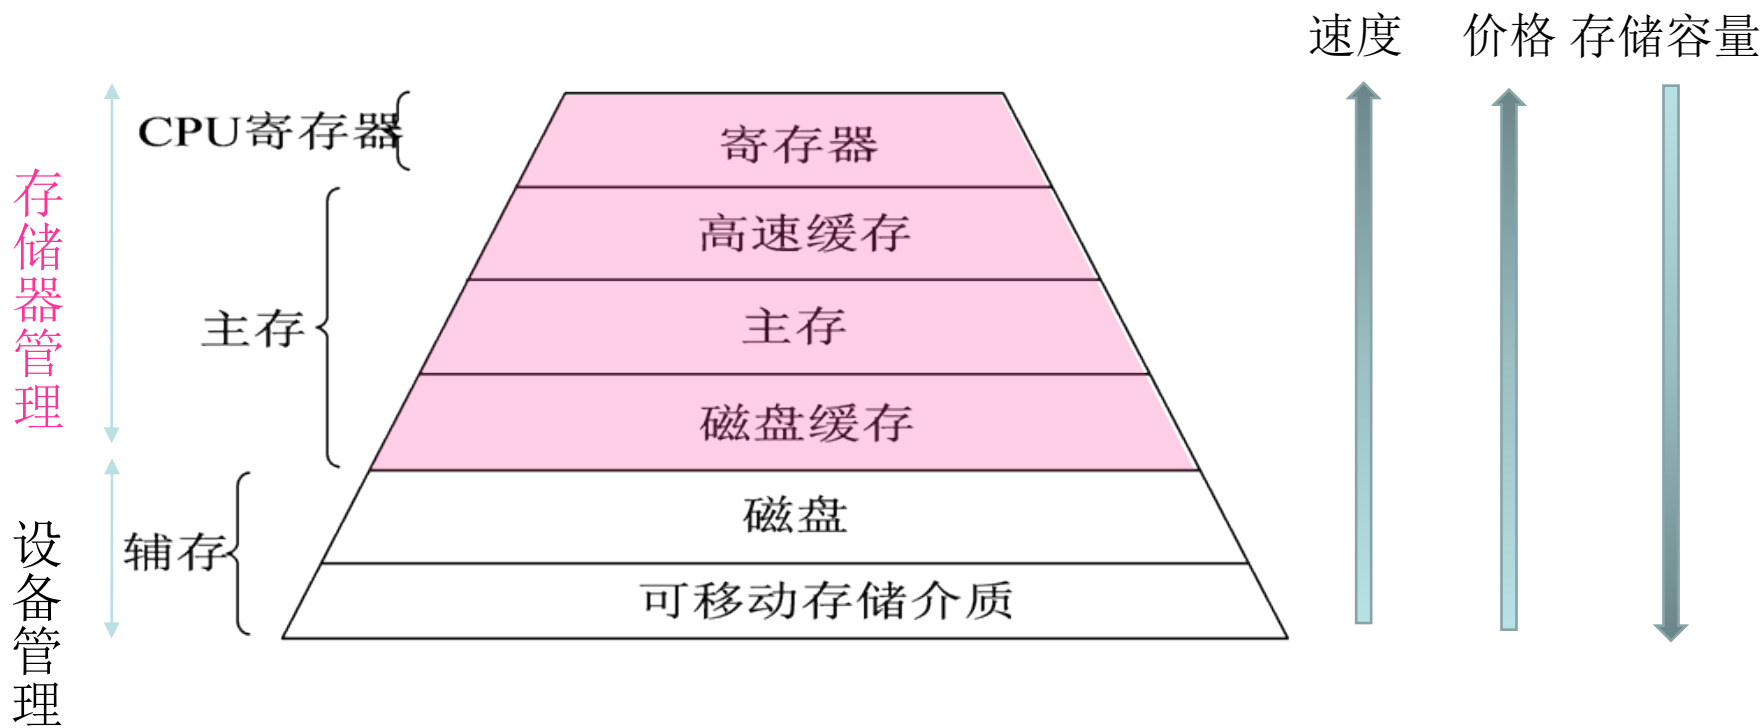 速度
价格
存储容量
存储器管理
CPU寄存器
寄存器
高速缓存
主存
主存
磁盘缓存
设备管理
辅存
磁盘
可移动存储介质